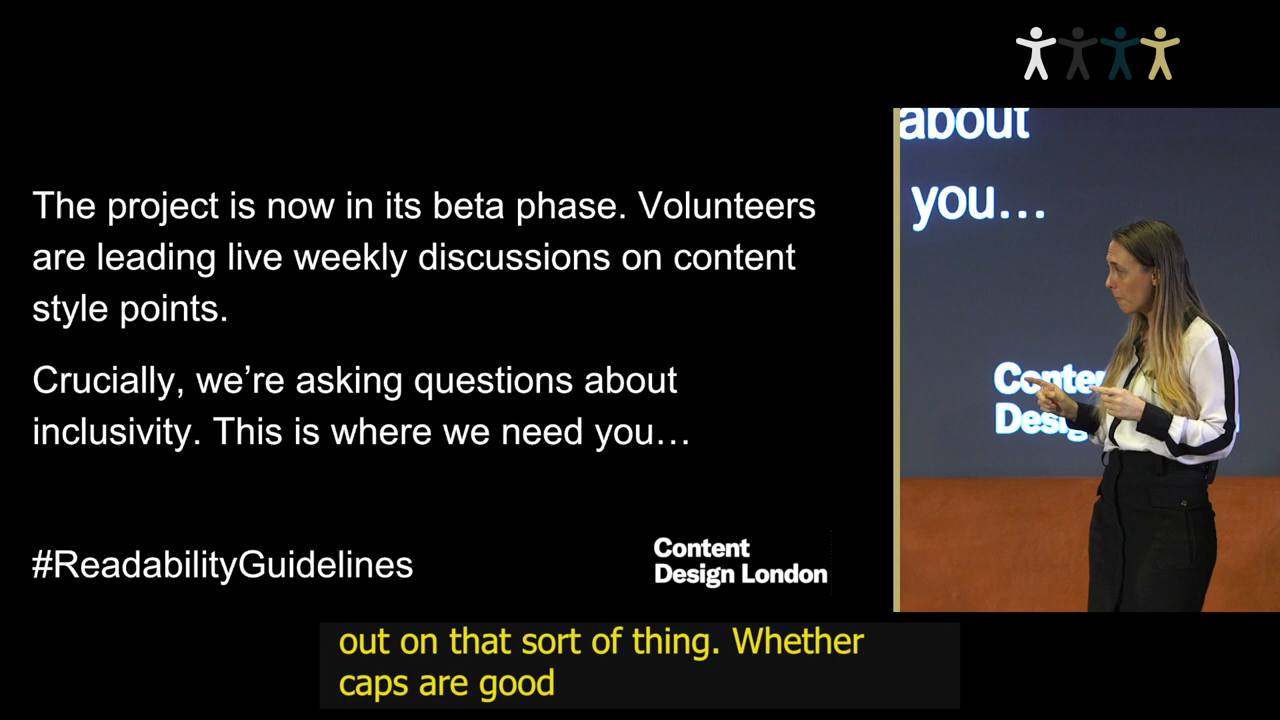 The project is now in its beta phase. Volunteers
are leading live weekly discussions on content
style points.
Crucially, we’re asking questions about
inclusivity. This is where we need you…
#ReadabilityGuidelines
Content
Design London
about
you…
out on that sort of thing. Whether
caps are good